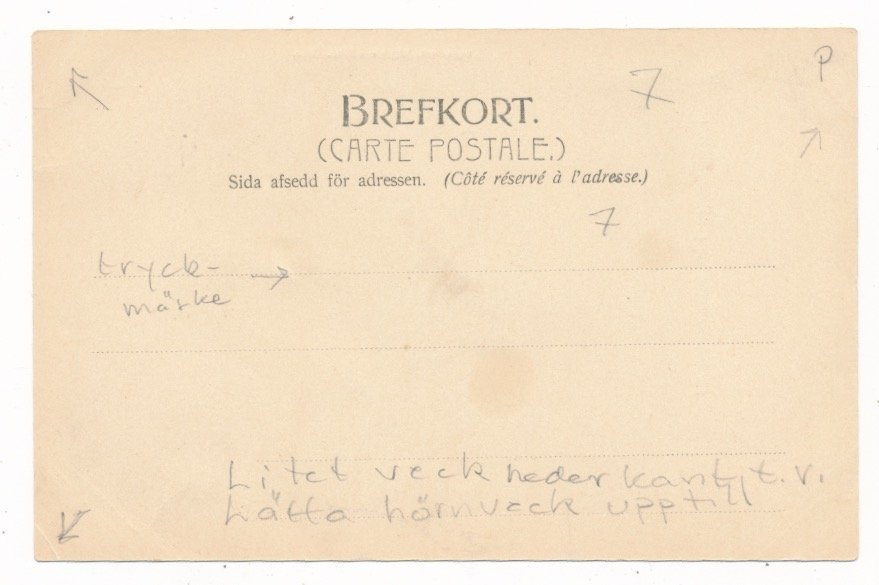 P
7
BREFKORT.
(CARTE POSTALE.)
Sida afsedd för adressen. (Côté réservé à l'adresse.)
7
tryck-
märke
Litet veck neder kant, t. v.
Lätta hörnveck upptill